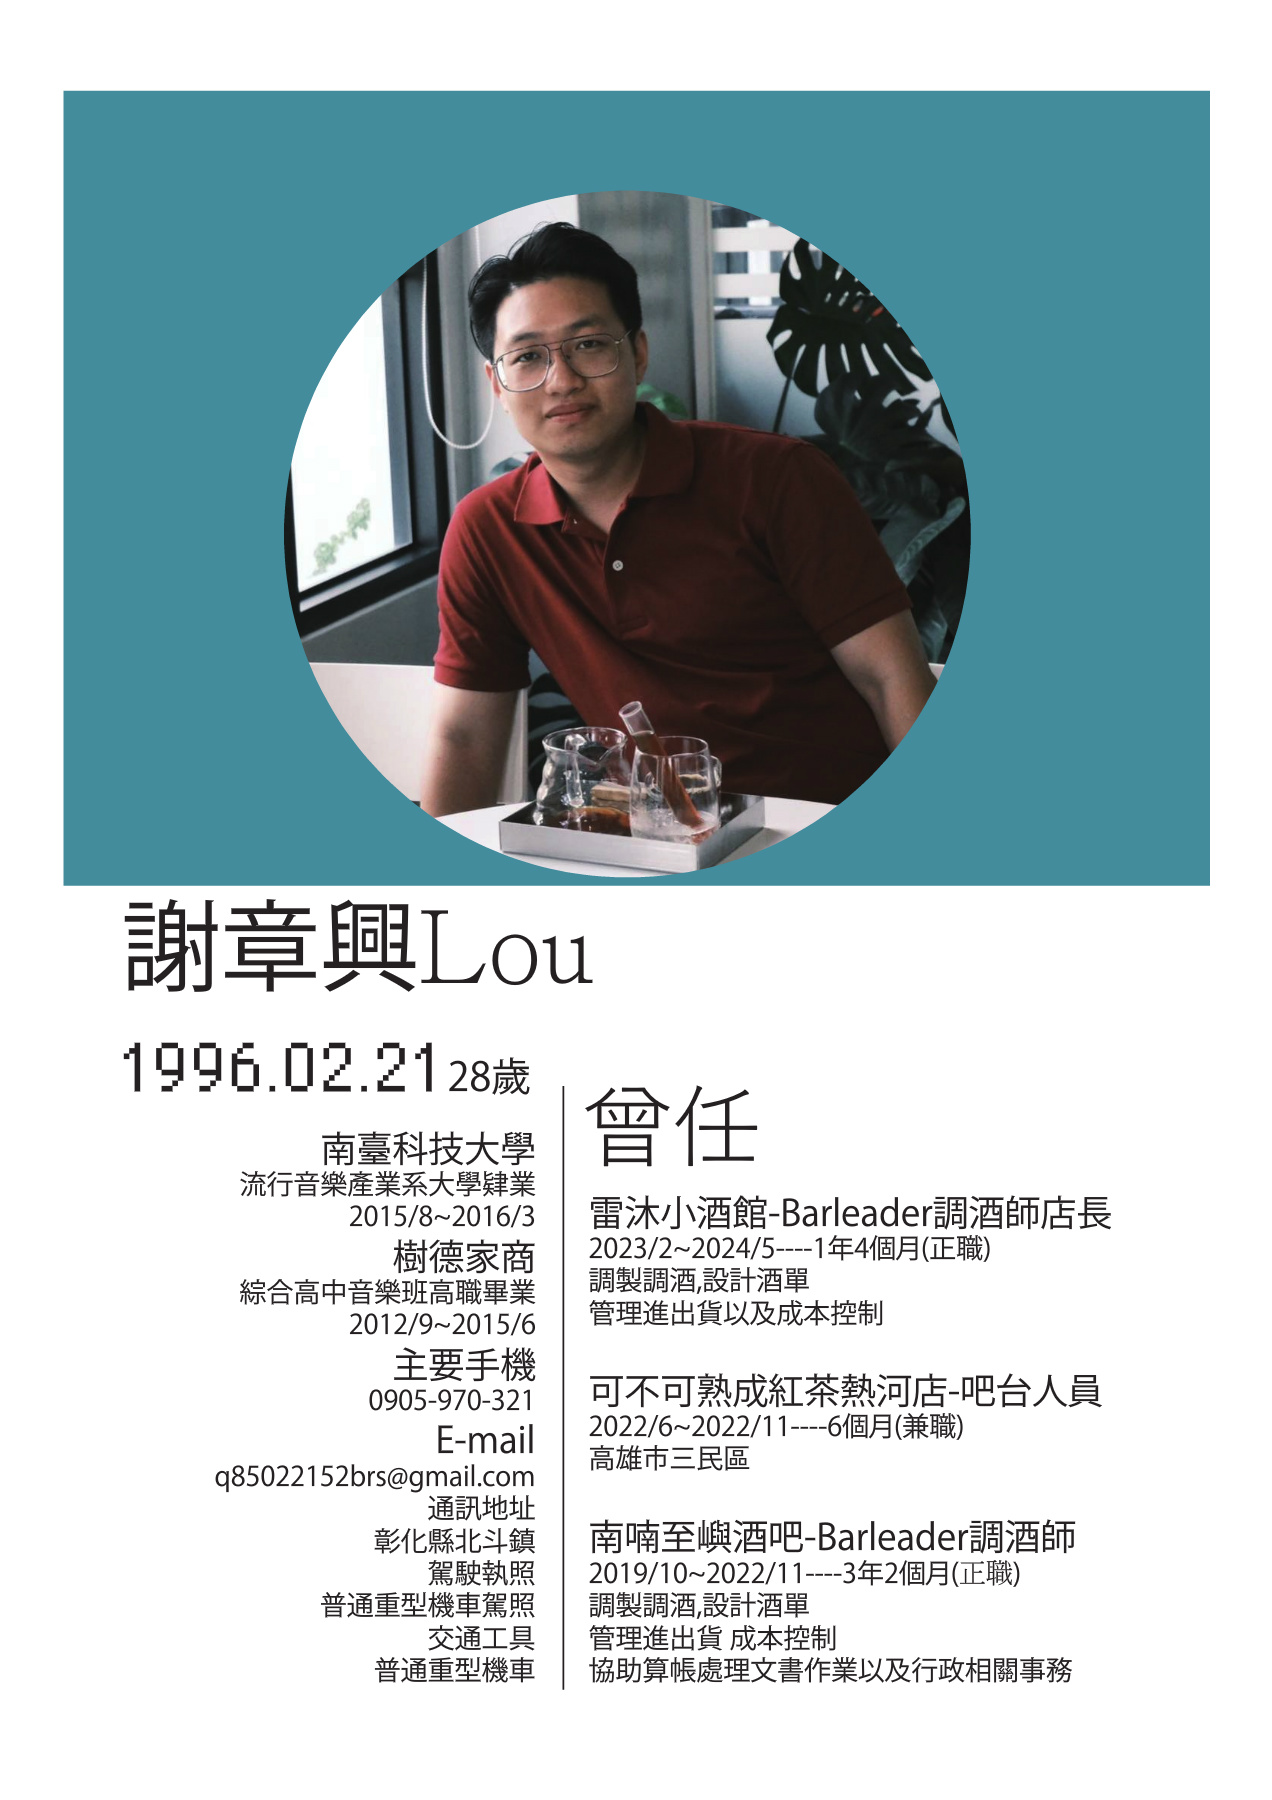 謝章興Lou
1996.02.21 28歲
南臺科技大學
流行音樂產業系大學肄業
2015/8~2016/3
樹德家商
綜合高中音樂班高職畢業
2012/9~2015/6
主要手機
0905-970-321
E-mail
q85022152brs@gmail.com
通訊地址
彰化縣北斗鎮
駕駛執照
普通重型機車駕照
交通工具
普通重型機車
曾任
雷沐小酒館-Barleader調酒師店長
2023/2~2024/5----1年4個月(正職)
調製調酒,設計酒單
管理進出貨以及成本控制
可不可熟成紅茶熱河店-吧台人員
2022/6~2022/11----6個月(兼職)
高雄市三民區
南喃至嶼酒吧-Barleader調酒師
2019/10~2022/11----3年2個月(正職)
調製調酒,設計酒單
管理進出貨 成本控制
協助算帳處理文書作業以及行政相關事務